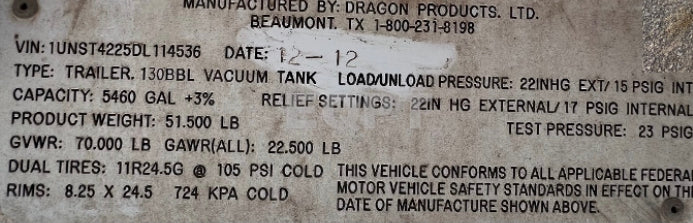 MANUFACTURED BY: DRAGON PRODUCTS. LTD.
BEAUMONT. TX 1-800-231-8198
VIN: 1UNST4225DL114536 DATE: 12-12
TYPE: TRAILER. 130BBL VACUUM TANK LOAD/UNLOAD PRESSURE: 22INHG EXT/ 15 PSIG INT
CAPACITY: 5460 GAL +3% RELIEF SETTINGS: 22IN HG EXTERNAL/ 17 PSIG INTERNAL
PRODUCT WEIGHT: 51.500 LB TEST PRESSURE: 23 PSIG
GVWR: 70.000 LB GAWR(ALL): 22.500 LB
DUAL TIRES: 11R24.5G @ 105 PSI COLD THIS VEHICLE CONFORMS TO ALL APPLICABLE FEDERAL
RIMS: 8.25 X 24.5 724 KPA COLD MOTOR VEHICLE SAFETY STANDARDS IN EFFECT ON TH
DATE OF MANUFACTURE SHOWN ABOVE.